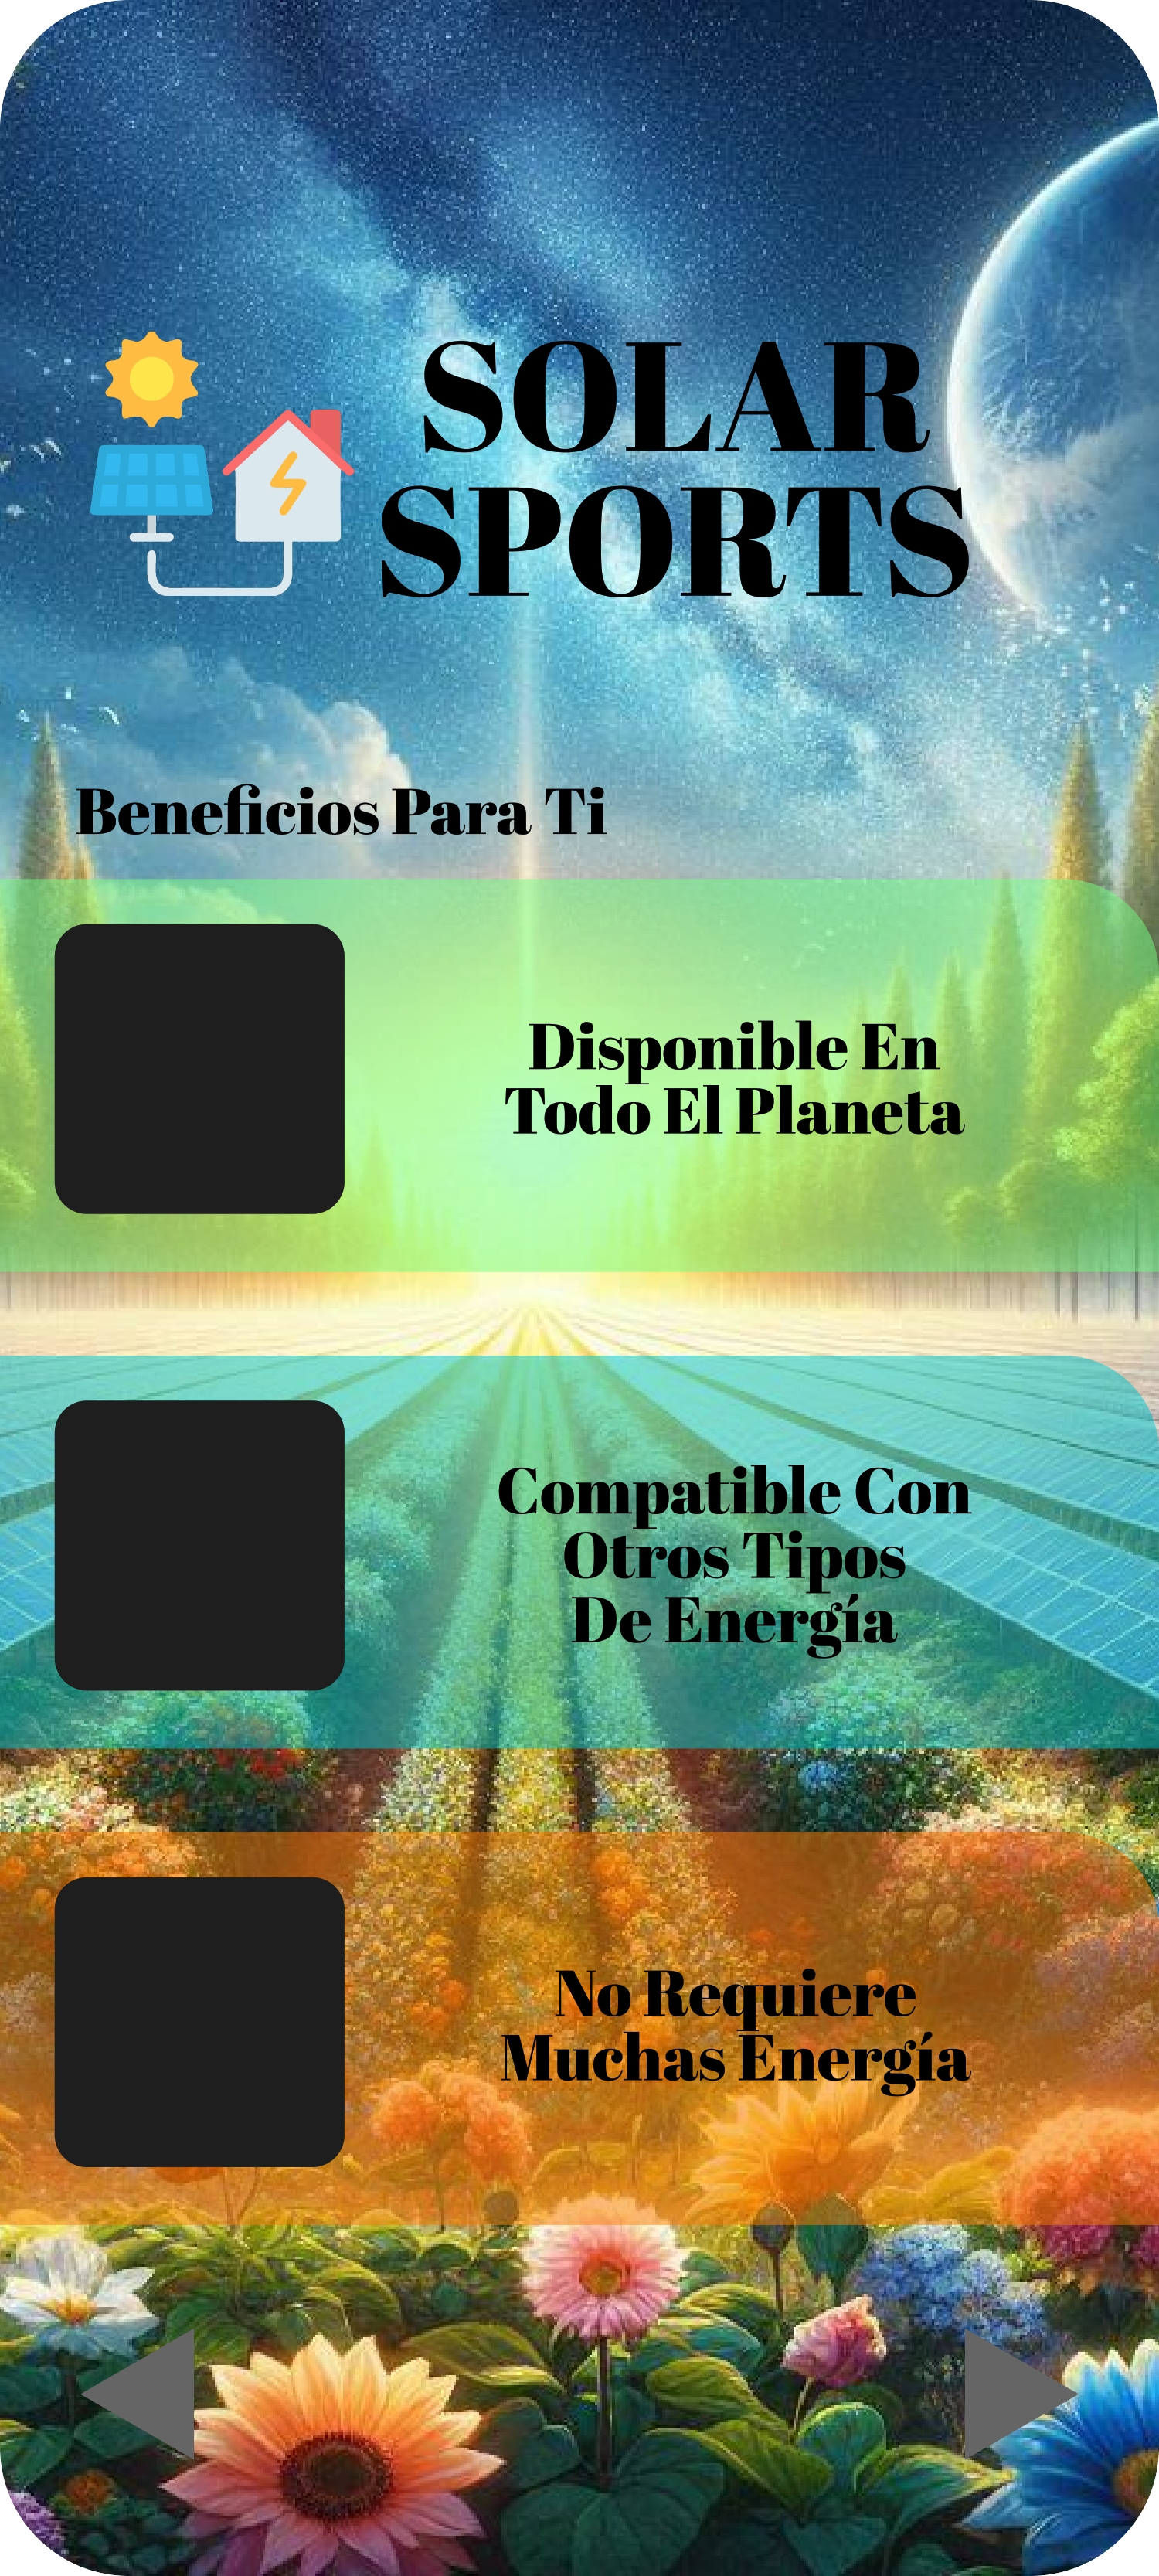 SOLAR
SPORTS
Beneficios Para Ti
Disponible En
Todo El Planeta
Compatible Con
Otros Tipos
De Energía
No Requiere
Muchas Energía